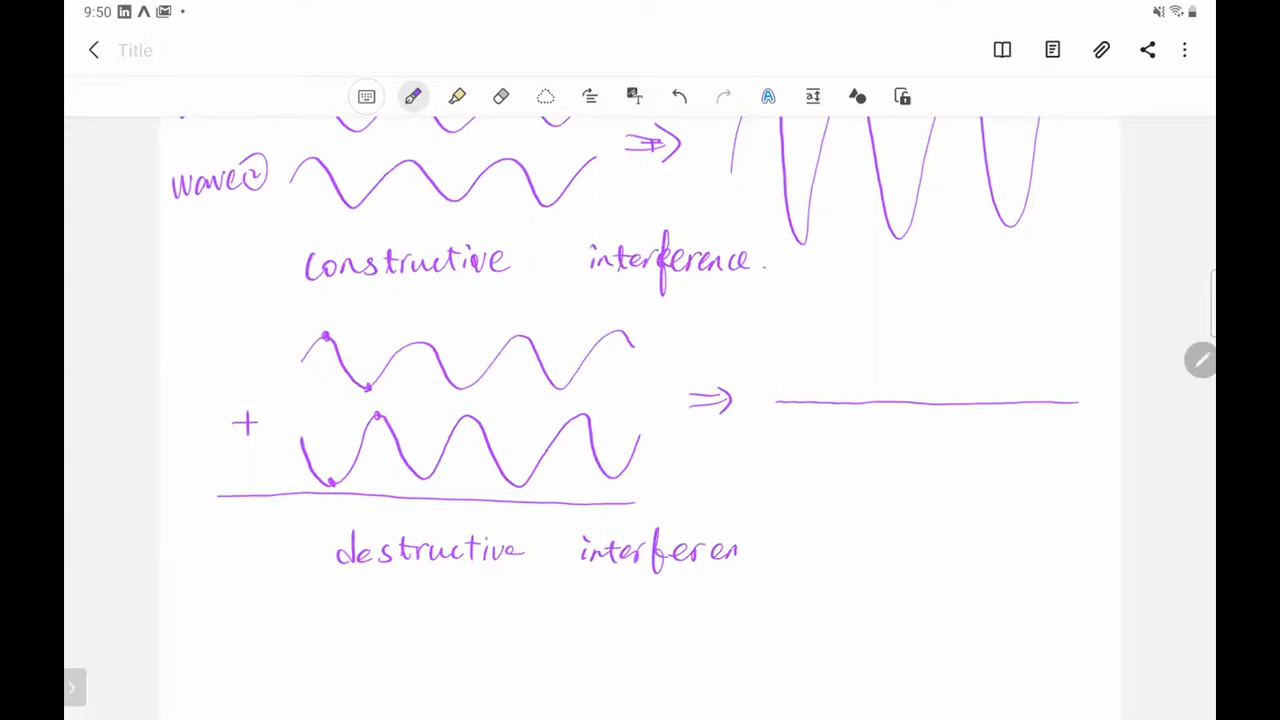 9:50
Title
wave②
constructive interference.
+
destructive interferen